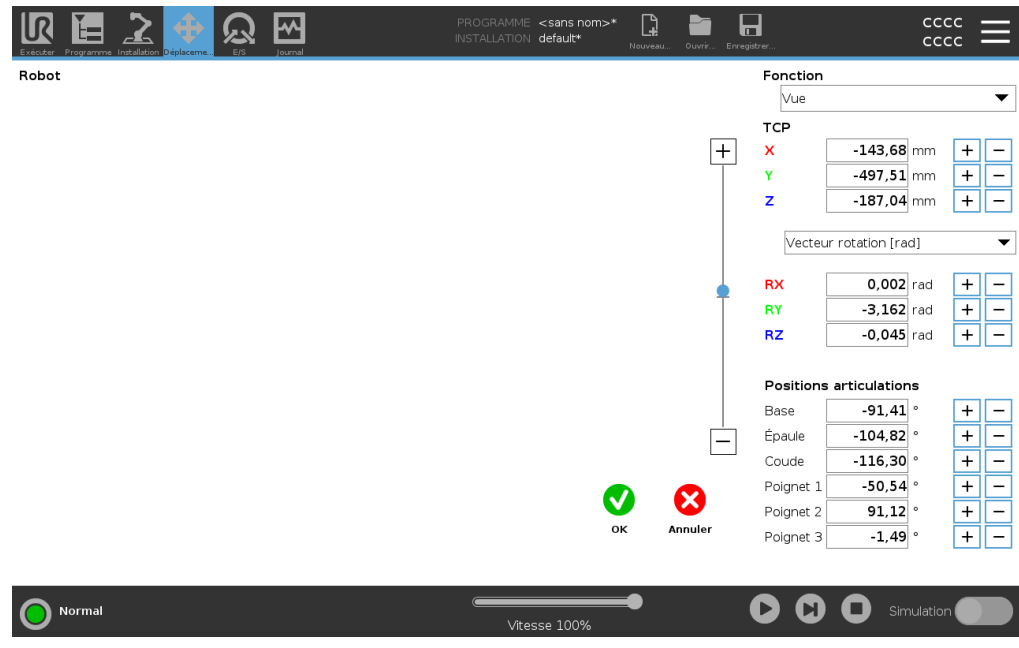 Exécuter Programme Installation Déplaceme... E/S Journal
PROGRAMME <sans nom>*
INSTALLATION default*
Nouveau... Ouvrir... Enregistrer...
cccc
cccc
Robot
Fonction
Vue
TCP
X -143,68 mm + −
Y -497,51 mm + −
Z -187,04 mm + −
Vecteur rotation [rad]
RX 0,002 rad + −
RY -3,162 rad + −
RZ -0,045 rad + −
Positions articulations
Base -91,41 ° + −
Épaule -104,82 ° + −
Coude -116,30 ° + −
Poignet 1 -50,54 ° + −
Poignet 2 91,12 ° + −
Poignet 3 -1,49 ° + −
OK Annuler
Normal
Vitesse 100%
Simulation